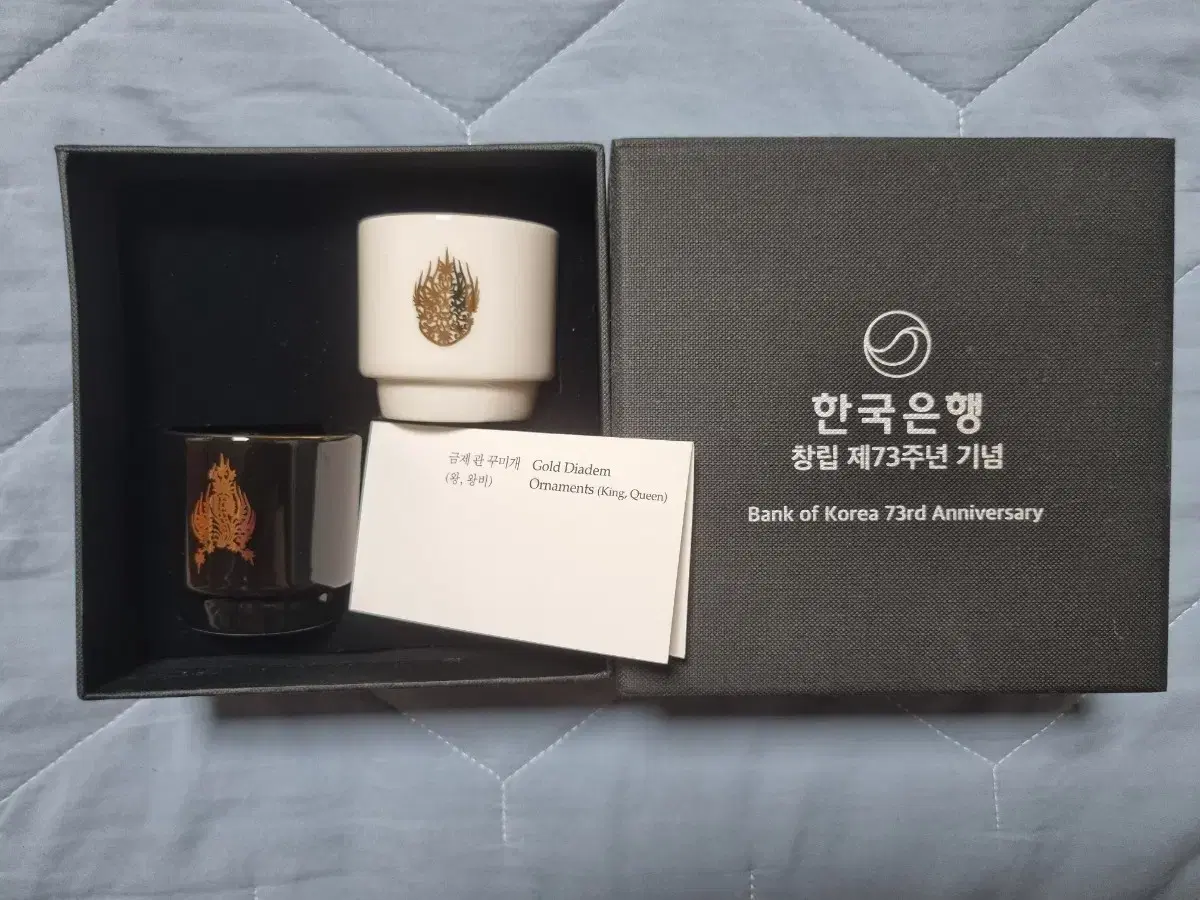 금제 관 꾸미개 Gold Diadem
(왕, 왕비) Ornaments (King, Queen)
한국은행
창립 제73주년 기념
Bank of Korea 73rd Anniversary